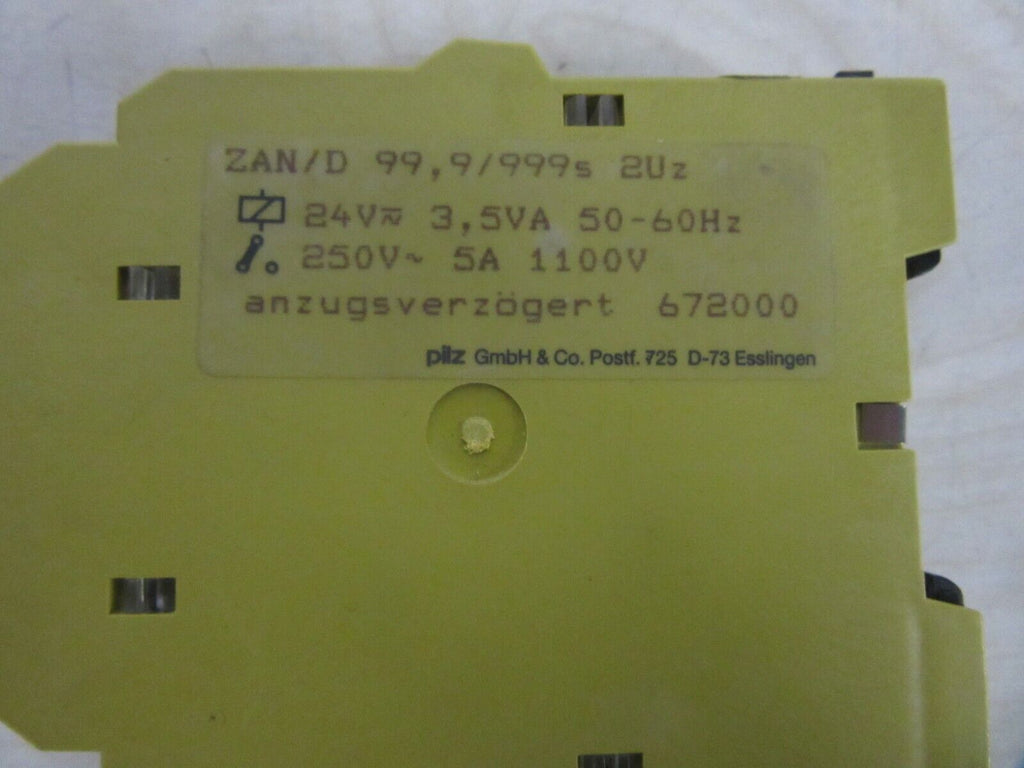 ZAN/D 99,9/999s 2Uz
24V≂ 3,5VA 50-60Hz
250V~ 5A 1100V
anzugsverzögert 672000
pilz GmbH & Co. Postf. 725 D-73 Esslingen